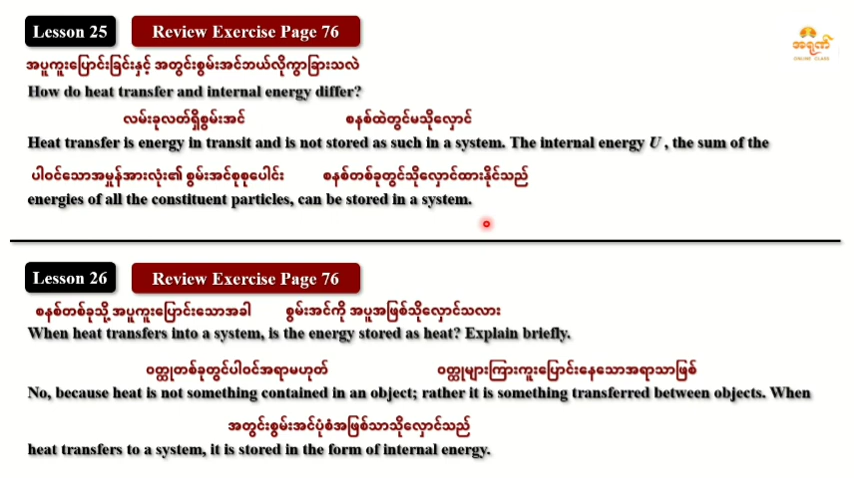 Lesson 25
Review Exercise Page 76
အရုဏ်
ONLINE CLASS
အပူကူးပြောင်းခြင်းနှင့် အတွင်းစွမ်းအင်ဘယ်လိုကွာခြားသလဲ
How do heat transfer and internal energy differ?
လမ်းခုလတ်ရှိစွမ်းအင် စနစ်ထဲတွင်မသိုလှောင်
Heat transfer is energy in transit and is not stored as such in a system. The internal energy U , the sum of the
ပါဝင်သောအမှုန်အားလုံး၏ စွမ်းအင်စုစုပေါင်း စနစ်တစ်ခုတွင်သိုလှောင်ထားနိုင်သည်
energies of all the constituent particles, can be stored in a system.
Lesson 26
Review Exercise Page 76
စနစ်တစ်ခုသို့ အပူကူးပြောင်းသောအခါ စွမ်းအင်ကို အပူအဖြစ်သိုလှောင်သလား
When heat transfers into a system, is the energy stored as heat? Explain briefly.
ဝတ္ထုတစ်ခုတွင်ပါဝင်အရာမဟုတ် ဝတ္ထုများကြားကူးပြောင်းနေသောအရာသာဖြစ်
No, because heat is not something contained in an object; rather it is something transferred between objects. When
အတွင်းစွမ်းအင်ပုံစံအဖြစ်သာသိုလှောင်သည်
heat transfers to a system, it is stored in the form of internal energy.